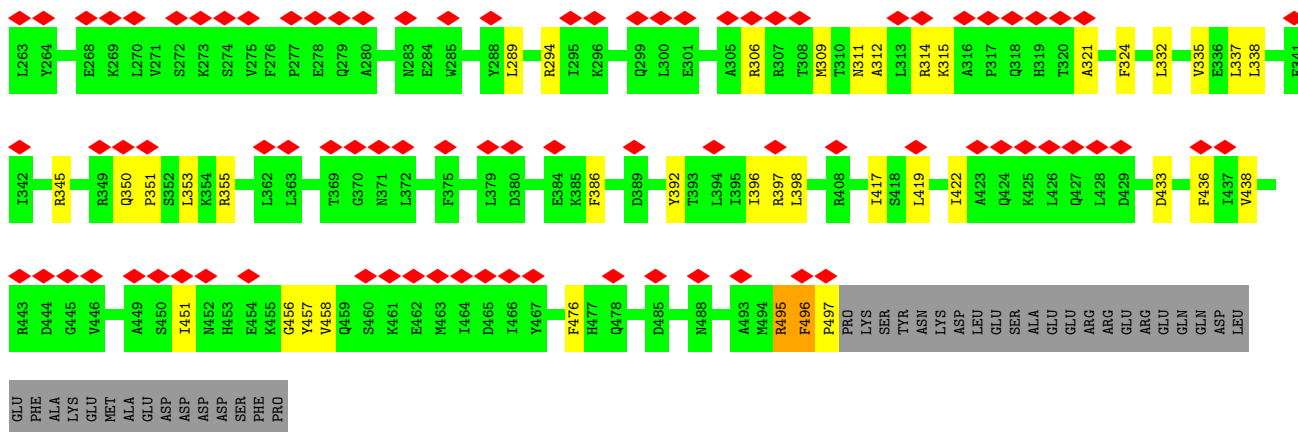 L263 Y264 E268 K269 L270 V271 S272 K273 S274 V275 F276 P277 E278 Q279 A280 N283 E284 W285 Y288 L289 R294 I295 K296 Q299 L300 E301 A305 R306 R307 T308 M309 T310 N311 A312 L313 R314 K315 A316 P317 Q318 H319 T320 A321 F324 L332 V335 E336 L337 L338 E341
I342 R345 R349 Q350 P351 S352 L353 K354 R355 L362 L363 T369 G370 N371 L372 F375 L379 D380 E384 K385 F386 D389 Y392 T393 L394 I395 I396 R397 L398 R408 I417 S418 L419 I422 A423 Q424 K425 L426 Q427 L428 D429 D433 F436 I437 V438
R443 D444 G445 V446 A449 S450 I451 N452 H453 E454 K455 G456 Y457 V458 Q459 S460 K461 E462 M463 I464 D465 I466 Y467 F476 H477 Q478 D485 N488 A493 M494 R495 F496 P497 PRO LYS SER TYR ASN LYS ASP LEU GLU SER ALA GLU GLU ARG ARG GLU ARG GLU GLN GLN ASP LEU
GLU PHE ALA LYS GLU MET ALA GLU ASP ASP ASP ASP SER PHE PRO